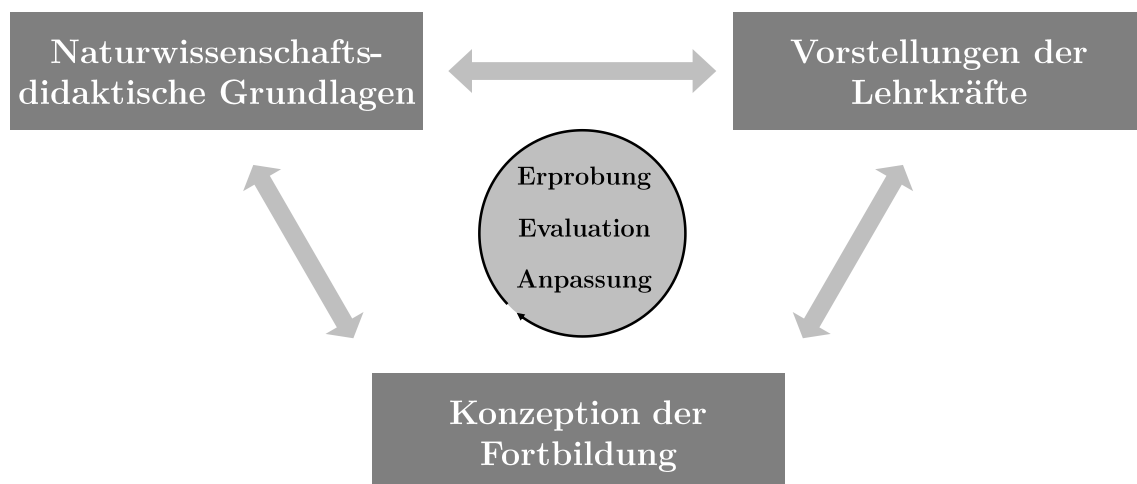 Naturwissenschafts-
didaktische Grundlagen
Vorstellungen der
Lehrkräfte
Erprobung
Evaluation
Anpassung
Konzeption der
Fortbildung